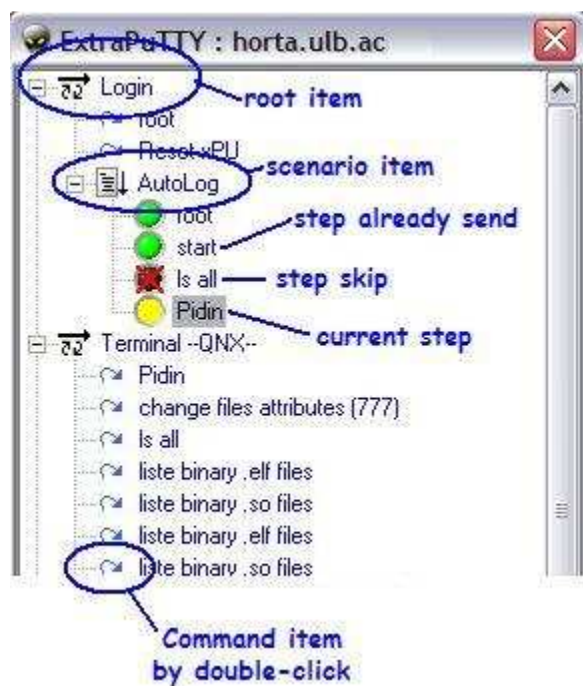 ExtraPuTTY : horta.ulb.ac
Login
root item
root
Reset xPU
scenario item
AutoLog
root
step already send
start
ls all
step skip
Pidin
current step
Terminal --QNX--
Pidin
change files attributes (777)
ls all
liste binary .elf files
liste binary .so files
liste binary .elf files
liste binary .so files
Command item
by double-click